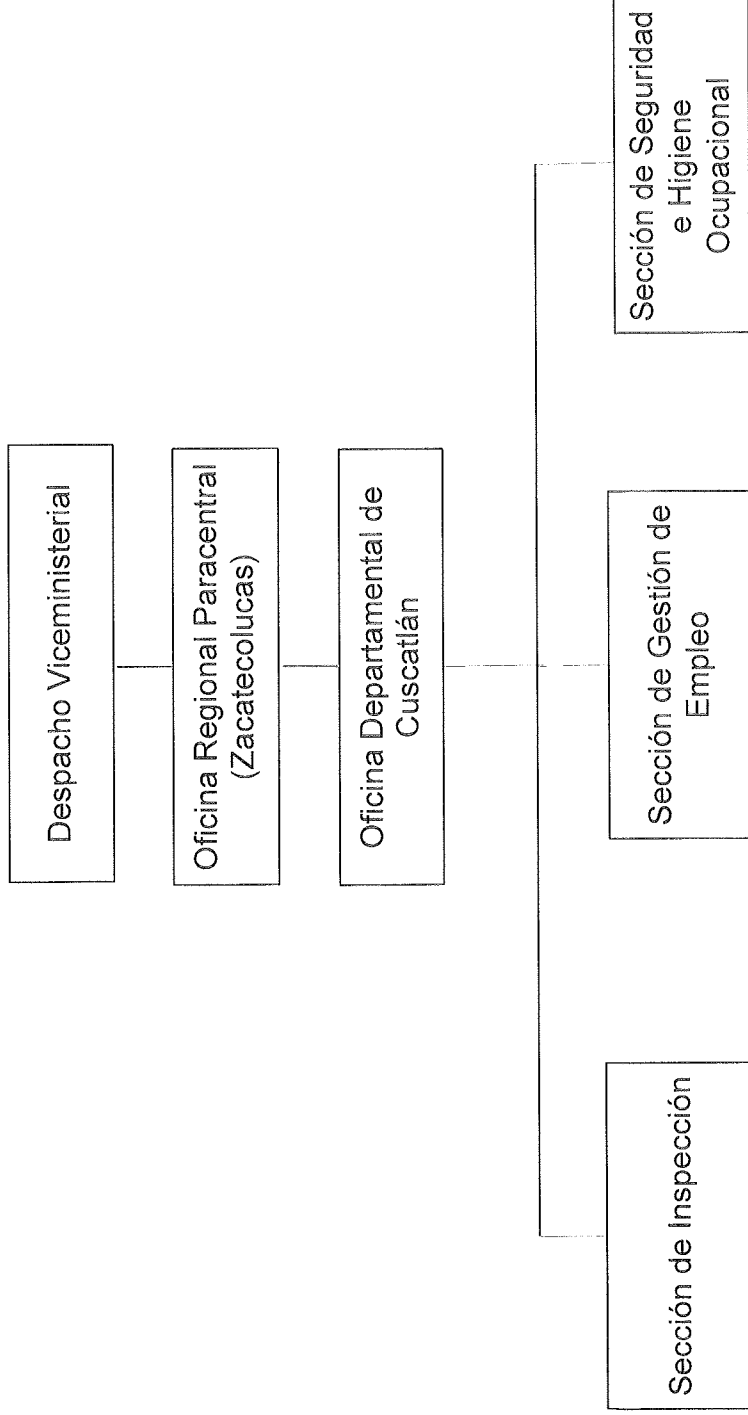 Despacho Viceministerial
Oficina Regional Paracentral
(Zacatecolucas)
Oficina Departamental de
Cuscatlán
Sección de Inspección
Sección de Gestión de
Empleo
Sección de Seguridad
e Higiene
Ocupacional